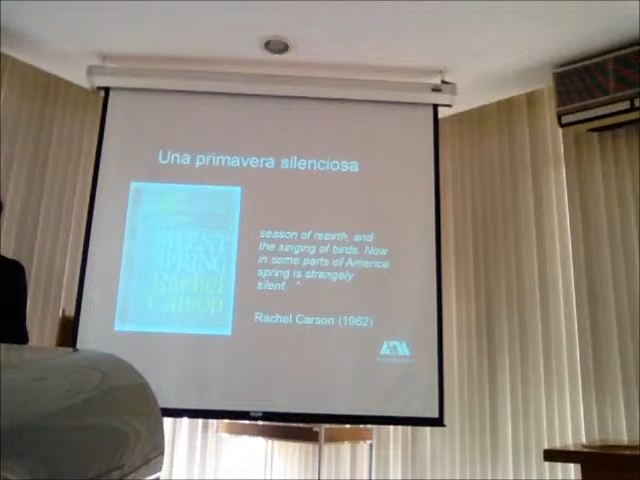 Una primavera silenciosa
SILENT
SPRING
Rachel
Carson
season of rebirth, and
the singing of birds. Now
in some parts of America
spring is strangely
silent. "
Rachel Carson (1962)